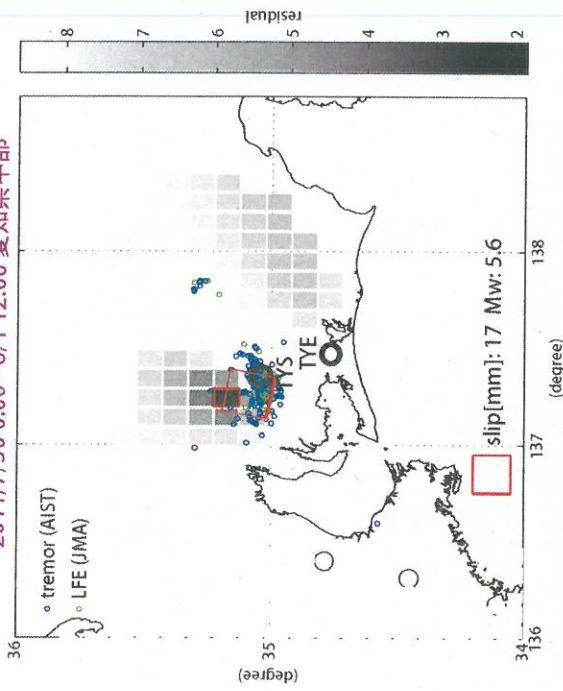 tremor (AIST)
LFE (JMA)
36
35
34
(degree)
136
137
138
(degree)
TYS
TYE
slip[mm]: 17 Mw: 5.6
8
7
6
5
4
3
2
residual